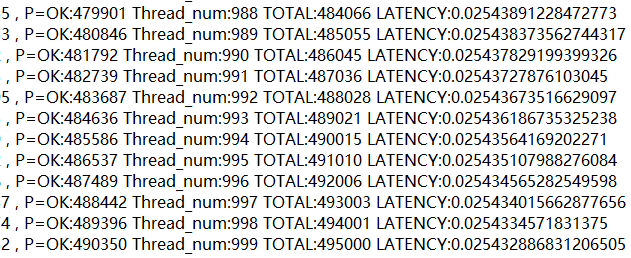 5 , P=OK:479901 Thread_num:988 TOTAL:484066 LATENCY:0.02543891228472773
3 , P=OK:480846 Thread_num:989 TOTAL:485055 LATENCY:0.025438373562744317
, P=OK:481792 Thread_num:990 TOTAL:486045 LATENCY:0.025437829199399326
, P=OK:482739 Thread_num:991 TOTAL:487036 LATENCY:0.02543727876103045
05 , P=OK:483687 Thread_num:992 TOTAL:488028 LATENCY:0.02543673516629097
, P=OK:484636 Thread_num:993 TOTAL:489021 LATENCY:0.025436186735325238
, P=OK:485586 Thread_num:994 TOTAL:490015 LATENCY:0.02543564169202271
, P=OK:486537 Thread_num:995 TOTAL:491010 LATENCY:0.025435107988276084
, P=OK:487489 Thread_num:996 TOTAL:492006 LATENCY:0.025434565282549598
7 , P=OK:488442 Thread_num:997 TOTAL:493003 LATENCY:0.025434015662877656
4 , P=OK:489396 Thread_num:998 TOTAL:494001 LATENCY:0.02543345718​31375
2 , P=OK:490350 Thread_num:999 TOTAL:495000 LATENCY:0.025432886831206505